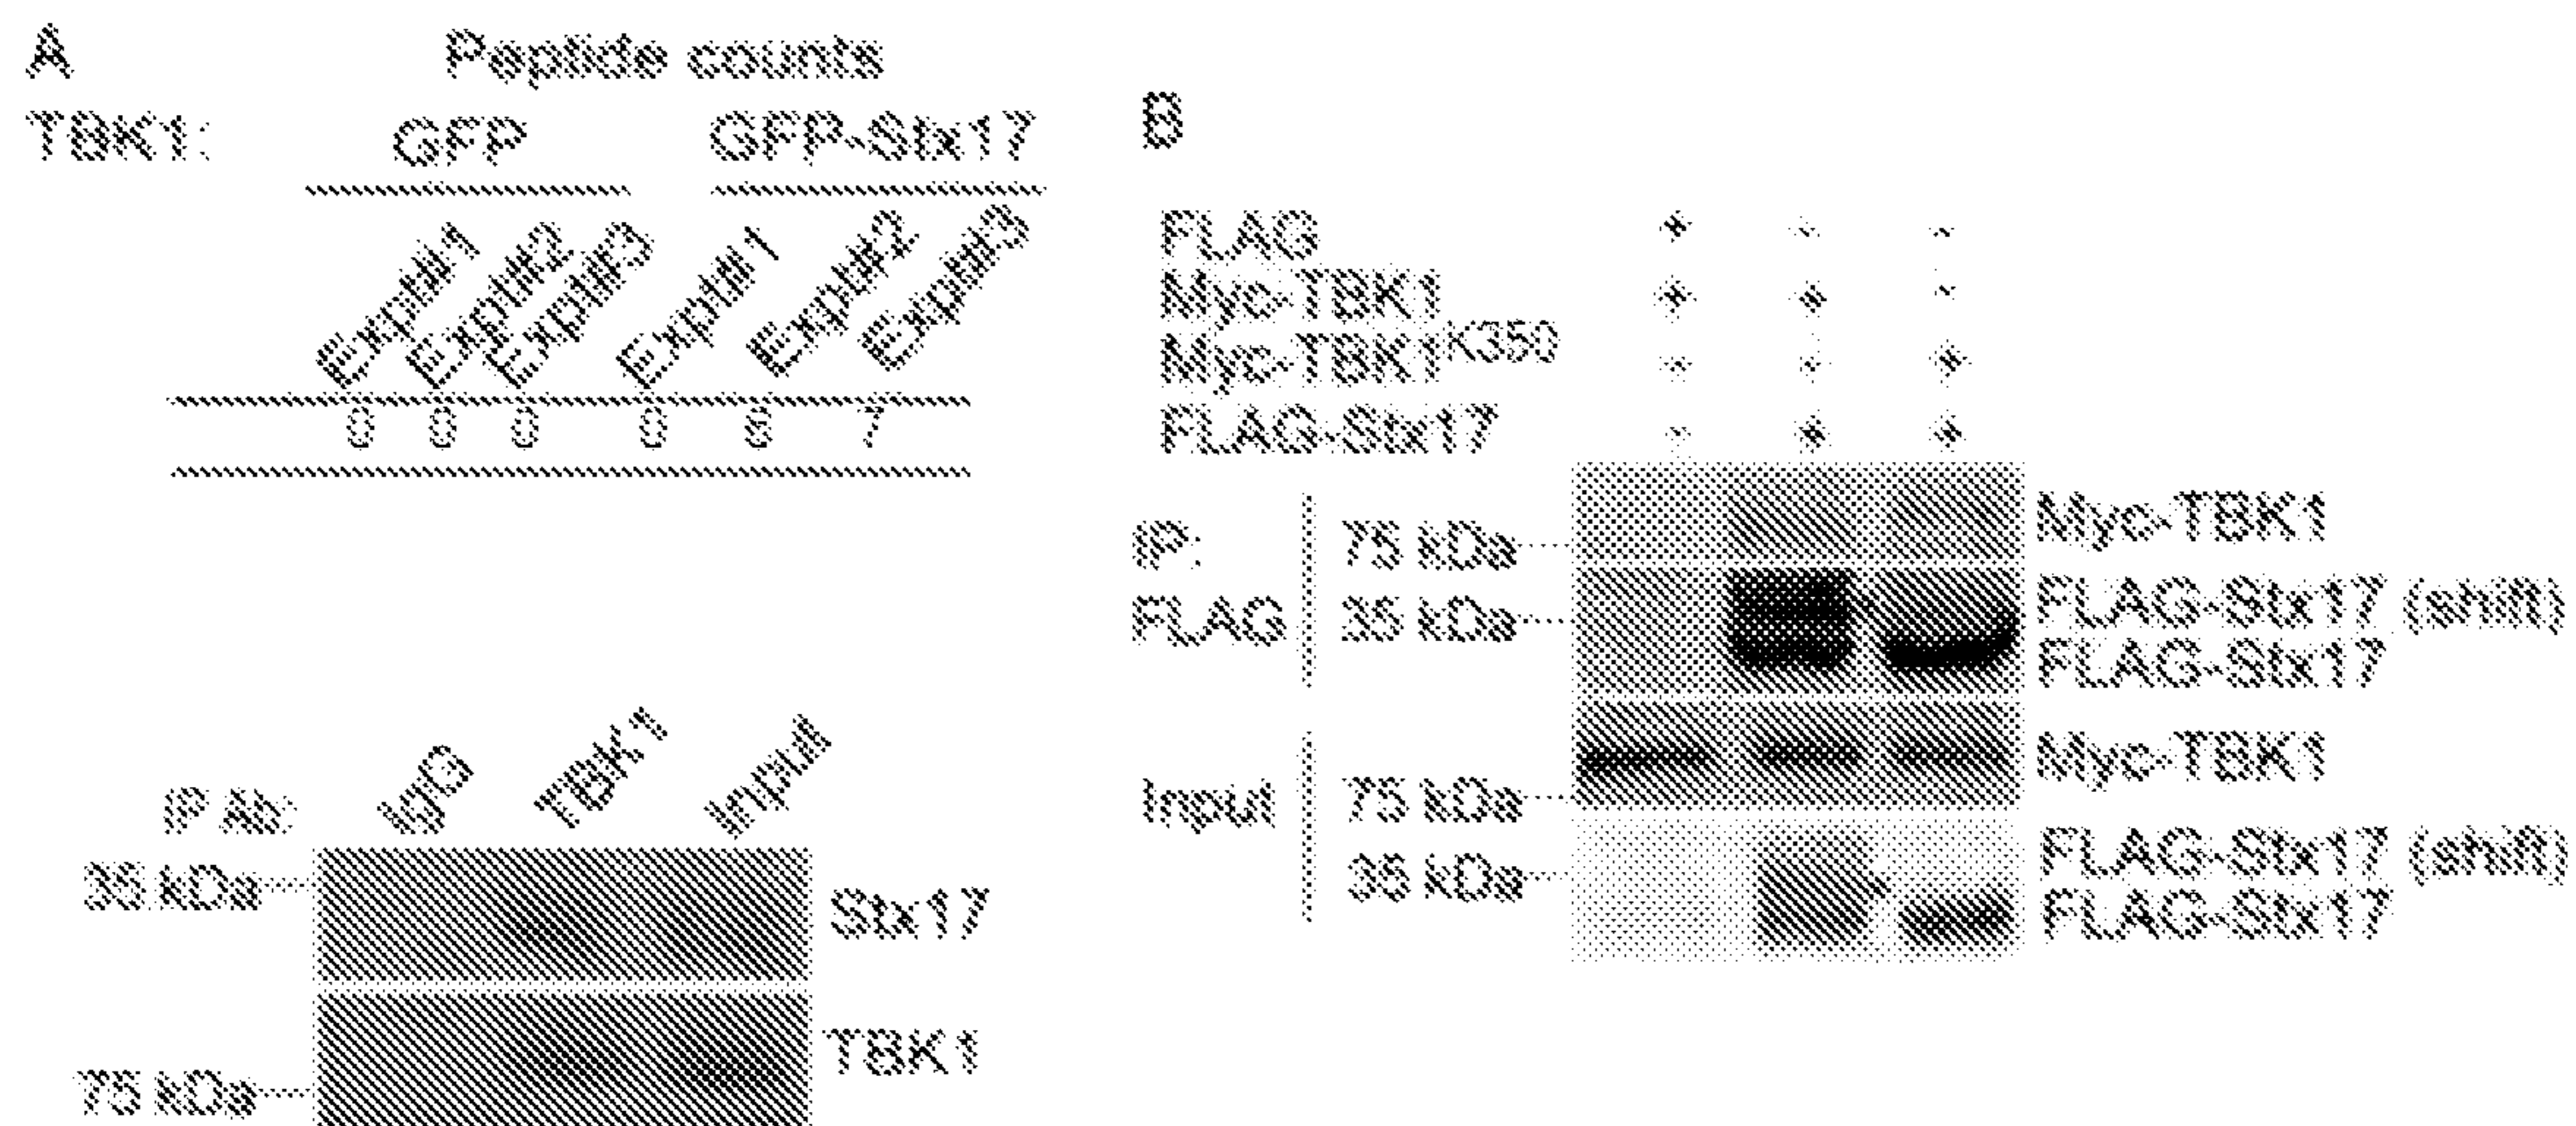 A
Peptide counts
TBK1:
GFP
GFP-Stx17
Expt#1
Expt#2
Expt#3
Expt#1
Expt#2
Expt#3
0 0 0 0 6 7
IP Ab:
IgG
TBK1
Input
35 kDa
Stx17
75 kDa
TBK1
B
FLAG + - -
Myc-TBK1 + + -
Myc-TBK1 K350 - - +
FLAG-Stx17 - + +
IP:
FLAG
75 kDa
Myc-TBK1
35 kDa
FLAG-Stx17 (shift)
FLAG-Stx17
Input
75 kDa
Myc-TBK1
35 kDa
FLAG-Stx17 (shift)
FLAG-Stx17